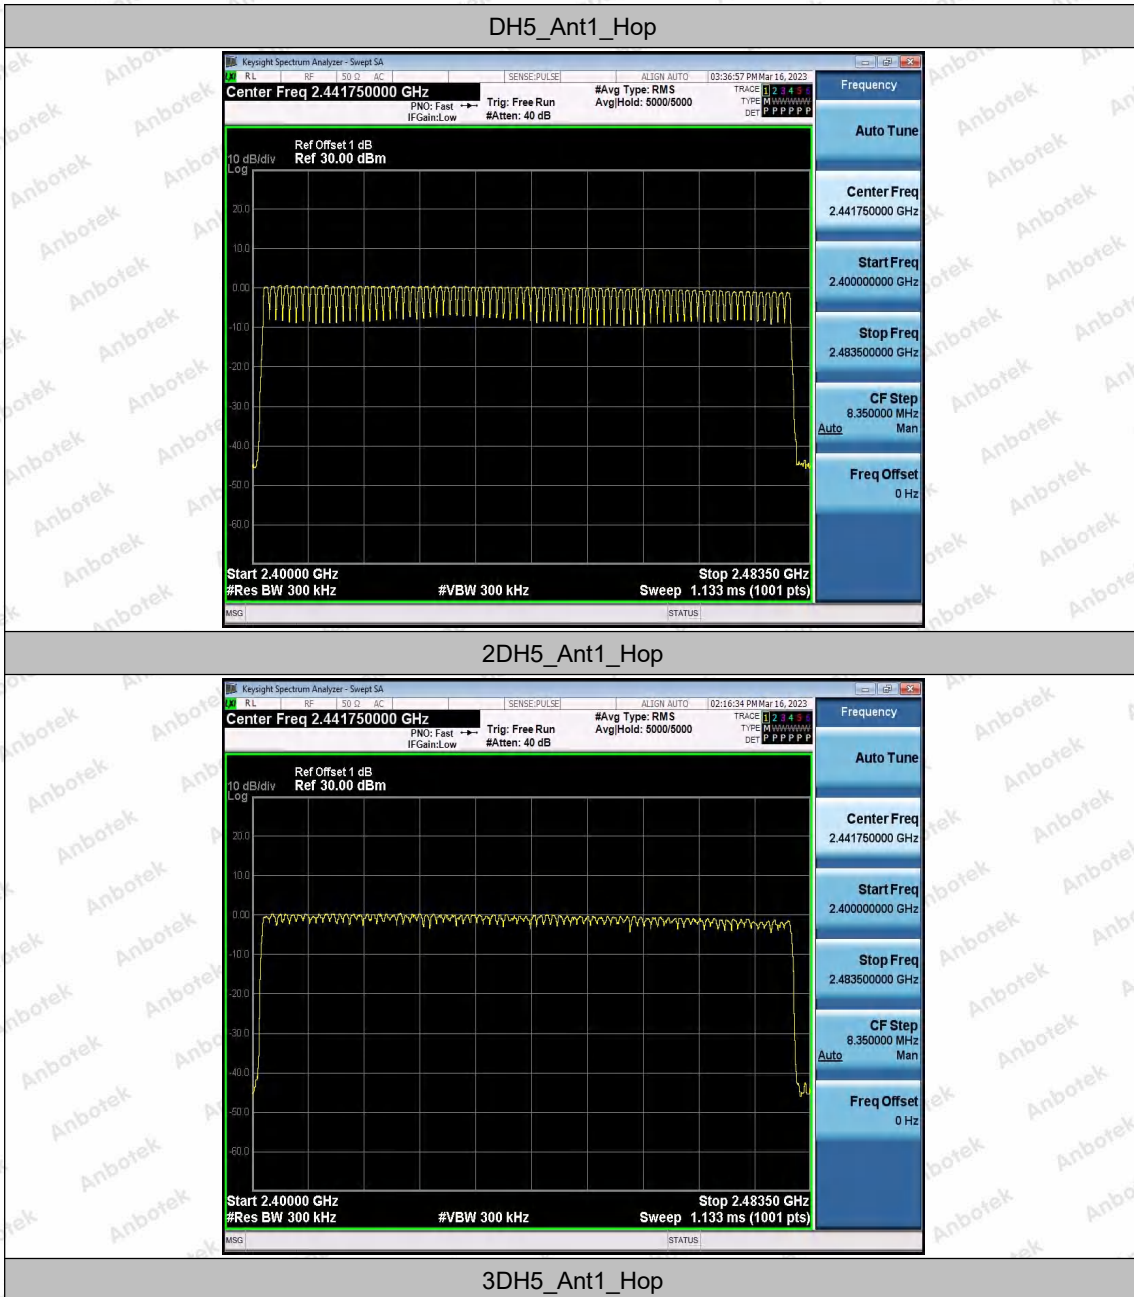 DH5_Ant1_Hop
Keysight Spectrum Analyzer - Swept SA
RL RF 50 Ω AC SENSE:PULSE ALIGN AUTO 03:36:57 PM Mar 16, 2023
Center Freq 2.441750000 GHz
PNO: Fast
IFGain:Low
Trig: Free Run
#Atten: 40 dB
#Avg Type: RMS
Avg|Hold: 5000/5000
TRACE 1 2 3 4 5 6
TYPE M W W W W W
DET P P P P P P
Ref Offset 1 dB
10 dB/div Ref 30.00 dBm
Log
20.0
10.0
0.00
-10.0
-20.0
-30.0
-40.0
-50.0
-60.0
Start 2.40000 GHz Stop 2.48350 GHz
#Res BW 300 kHz #VBW 300 kHz Sweep 1.133 ms (1001 pts)
MSG STATUS
Frequency
Auto Tune
Center Freq
2.441750000 GHz
Start Freq
2.400000000 GHz
Stop Freq
2.483500000 GHz
CF Step
8.350000 MHz
Auto Man
Freq Offset
0 Hz
2DH5_Ant1_Hop
Keysight Spectrum Analyzer - Swept SA
RL RF 50 Ω AC SENSE:PULSE ALIGN AUTO 02:16:34 PM Mar 16, 2023
Center Freq 2.441750000 GHz
PNO: Fast
IFGain:Low
Trig: Free Run
#Atten: 40 dB
#Avg Type: RMS
Avg|Hold: 5000/5000
TRACE 1 2 3 4 5 6
TYPE M W W W W W
DET P P P P P P
Ref Offset 1 dB
10 dB/div Ref 30.00 dBm
Log
20.0
10.0
0.00
-10.0
-20.0
-30.0
-40.0
-50.0
-60.0
Start 2.40000 GHz Stop 2.48350 GHz
#Res BW 300 kHz #VBW 300 kHz Sweep 1.133 ms (1001 pts)
MSG STATUS
Frequency
Auto Tune
Center Freq
2.441750000 GHz
Start Freq
2.400000000 GHz
Stop Freq
2.483500000 GHz
CF Step
8.350000 MHz
Auto Man
Freq Offset
0 Hz
3DH5_Ant1_Hop
Anbotek